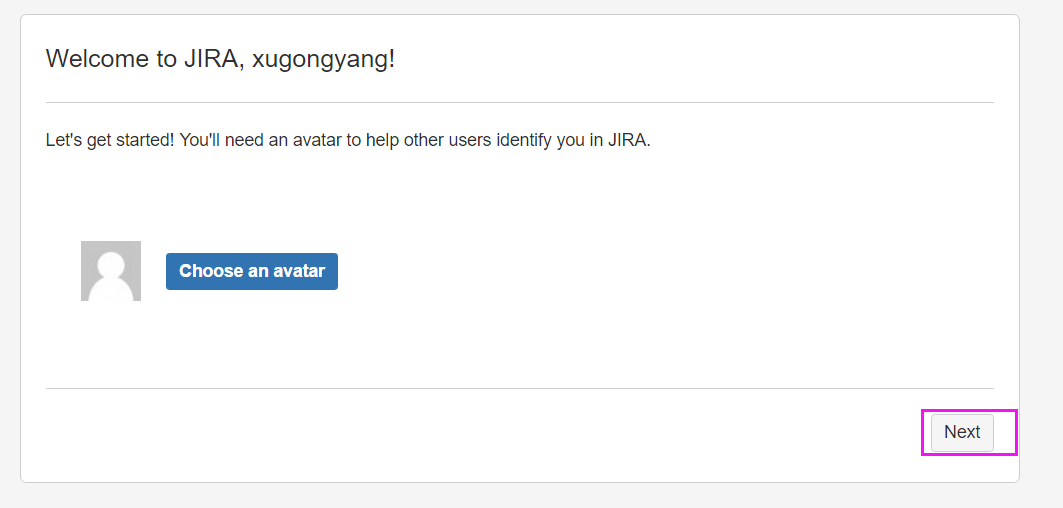 Welcome to JIRA, xugongyang!
Let's get started! You'll need an avatar to help other users identify you in JIRA.
Choose an avatar
Next